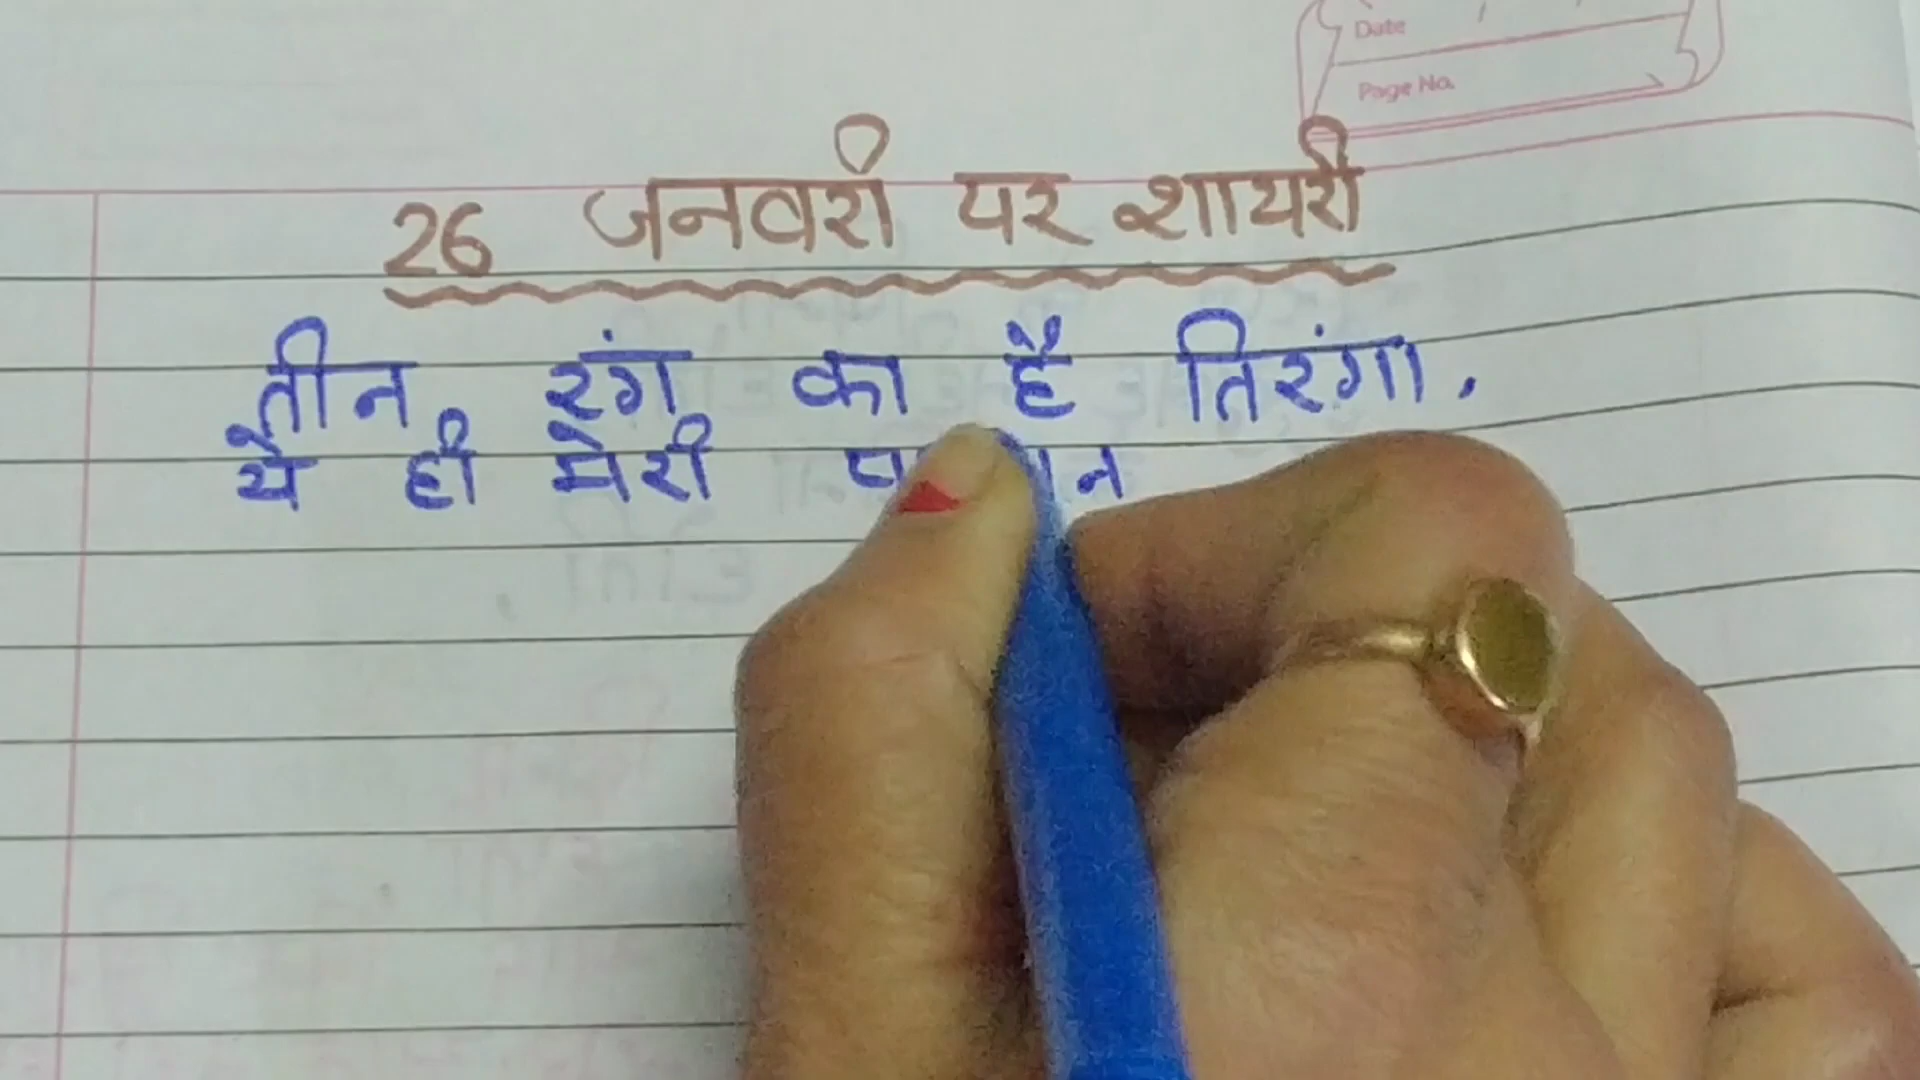 Date
Page No.
26 जनवरी पर शायरी
तीन रंग का है तिरंगा.
ये ही मेरी